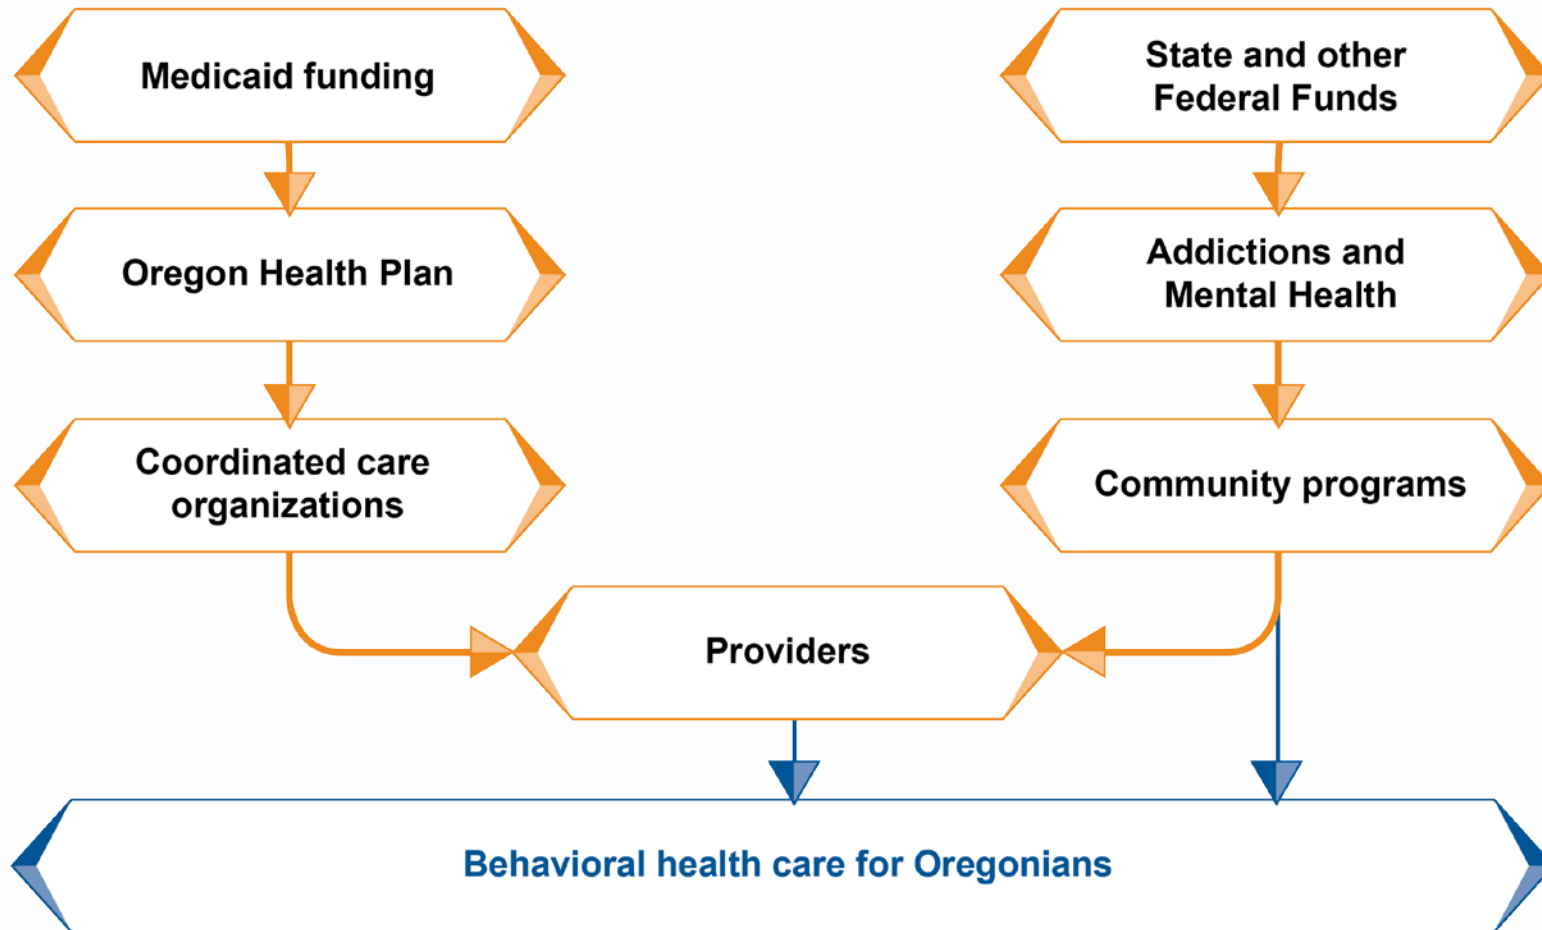 Medicaid funding
State and other
Federal Funds
Oregon Health Plan
Addictions and
Mental Health
Coordinated care
organizations
Community programs
Providers
Behavioral health care for Oregonians